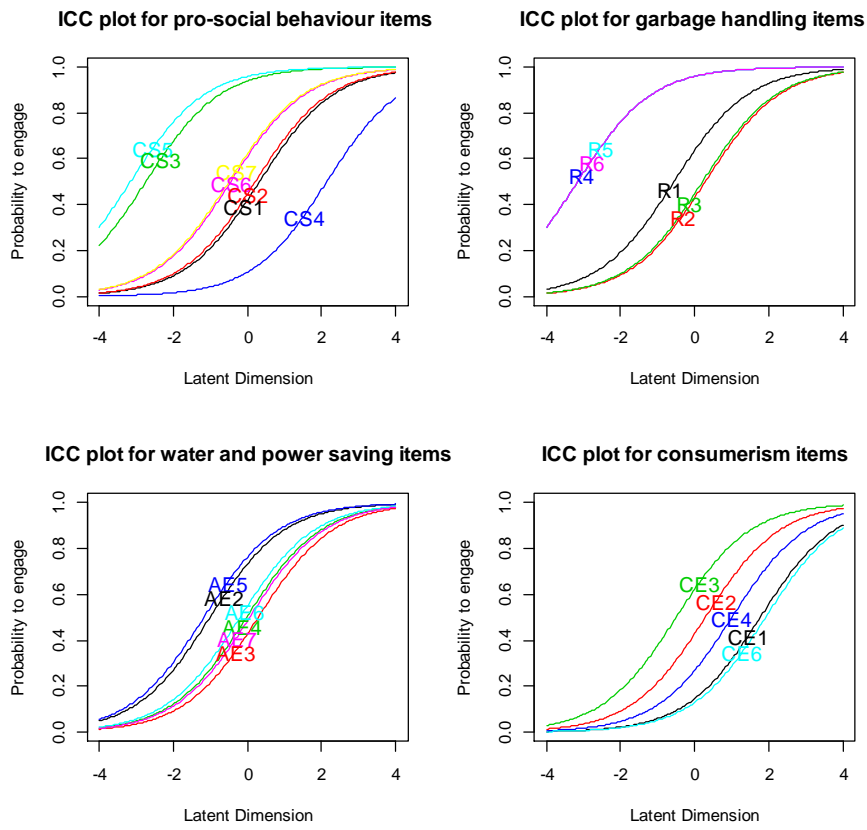 ICC plot for pro-social behaviour items
Probability to engage
1.0
0.8
0.6
0.4
0.2
0.0
CS5
CS3
CS7
CS6
CS2
CS1
CS4
-4
-2
0
2
4
Latent Dimension
ICC plot for garbage handling items
Probability to engage
1.0
0.8
0.6
0.4
0.2
0.0
R5
R6
R4
R1
R3
R2
-4
-2
0
2
4
Latent Dimension
ICC plot for water and power saving items
Probability to engage
1.0
0.8
0.6
0.4
0.2
0.0
AE5
AE2
AE6
AE4
AE7
AE3
-4
-2
0
2
4
Latent Dimension
ICC plot for consumerism items
Probability to engage
1.0
0.8
0.6
0.4
0.2
0.0
CE3
CE2
CE4
CE1
CE6
-4
-2
0
2
4
Latent Dimension